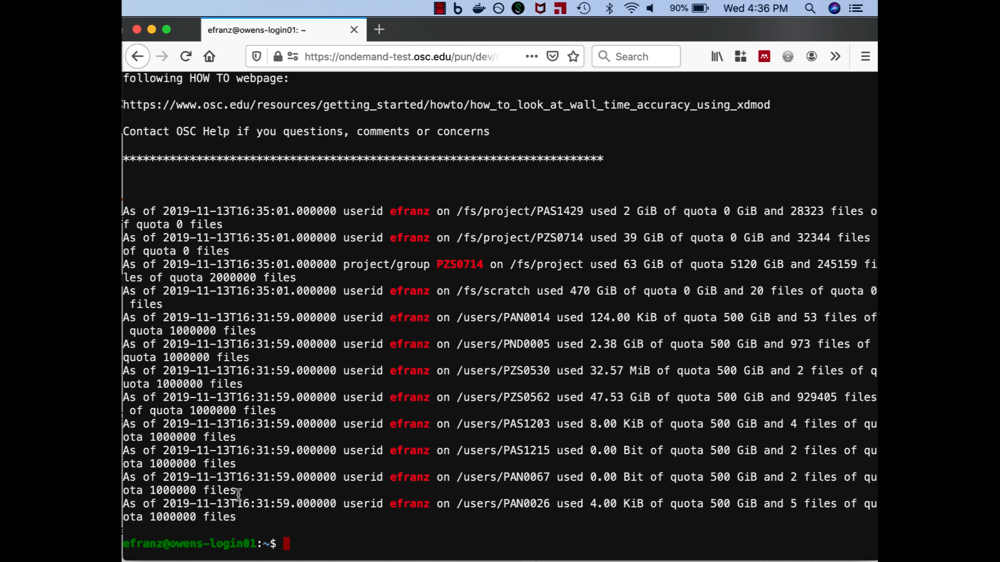 90% Wed 4:36 PM
efranz@owens-login01: ~
https://ondemand-test.osc.edu/pun/dev/s
Search
following HOW TO webpage:
https://www.osc.edu/resources/getting_started/howto/how_to_look_at_wall_time_accuracy_using_xdmod
Contact OSC Help if you questions, comments or concerns
************************************************************************
As of 2019-11-13T16:35:01.000000 userid efranz on /fs/project/PAS1429 used 2 GiB of quota 0 GiB and 28323 files o
f quota 0 files
As of 2019-11-13T16:35:01.000000 userid efranz on /fs/project/PZS0714 used 39 GiB of quota 0 GiB and 32344 files
of quota 0 files
As of 2019-11-13T16:35:01.000000 project/group PZS0714 on /fs/project used 63 GiB of quota 5120 GiB and 245159 fi
les of quota 2000000 files
As of 2019-11-13T16:35:01.000000 userid efranz on /fs/scratch used 470 GiB of quota 0 GiB and 20 files of quota 0
 files
As of 2019-11-13T16:31:59.000000 userid efranz on /users/PAN0014 used 124.00 KiB of quota 500 GiB and 53 files of
 quota 1000000 files
As of 2019-11-13T16:31:59.000000 userid efranz on /users/PND0005 used 2.38 GiB of quota 500 GiB and 973 files of
quota 1000000 files
As of 2019-11-13T16:31:59.000000 userid efranz on /users/PZS0530 used 32.57 MiB of quota 500 GiB and 2 files of q
uota 1000000 files
As of 2019-11-13T16:31:59.000000 userid efranz on /users/PZS0562 used 47.53 GiB of quota 500 GiB and 929405 files
 of quota 1000000 files
As of 2019-11-13T16:31:59.000000 userid efranz on /users/PAS1203 used 8.00 KiB of quota 500 GiB and 4 files of qu
ota 1000000 files
As of 2019-11-13T16:31:59.000000 userid efranz on /users/PAS1215 used 0.00 Bit of quota 500 GiB and 2 files of qu
ota 1000000 files
As of 2019-11-13T16:31:59.000000 userid efranz on /users/PAN0067 used 0.00 Bit of quota 500 GiB and 2 files of qu
ota 1000000 files
As of 2019-11-13T16:31:59.000000 userid efranz on /users/PAN0026 used 4.00 KiB of quota 500 GiB and 5 files of qu
ota 1000000 files
efranz@owens-login01:~$